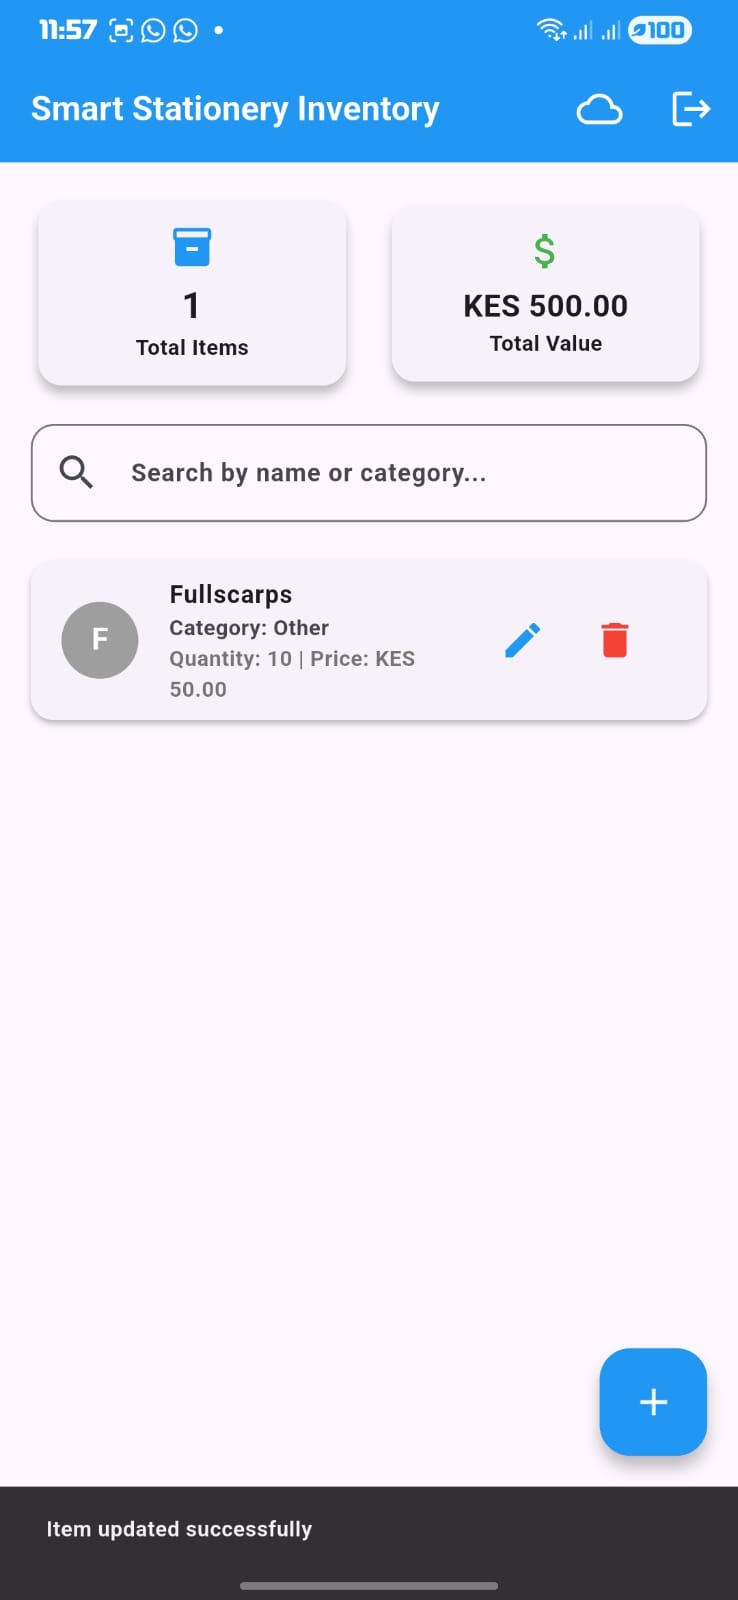 11:57
100
Smart Stationery Inventory
1
Total Items
$
KES 500.00
Total Value
Search by name or category...
F
Fullscarps
Category: Other
Quantity: 10 | Price: KES
50.00
+
Item updated successfully